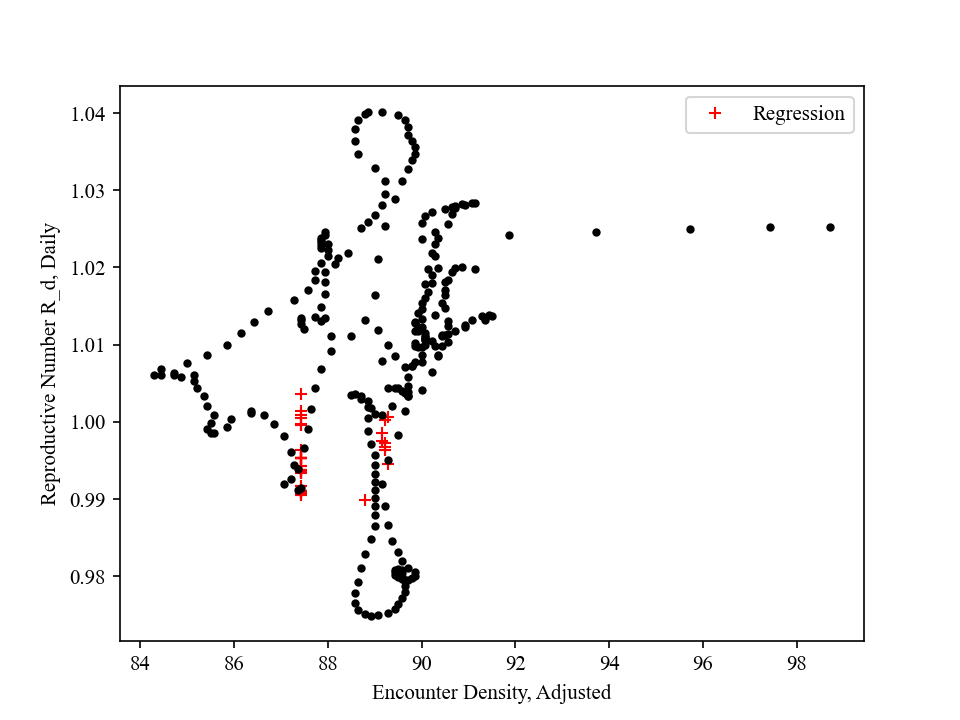 Regression
1.04
1.03
1.02
1.01
1.00
0.99
0.98
Reproductive Number R_d, Daily
84 86 88 90 92 94 96 98
Encounter Density, Adjusted